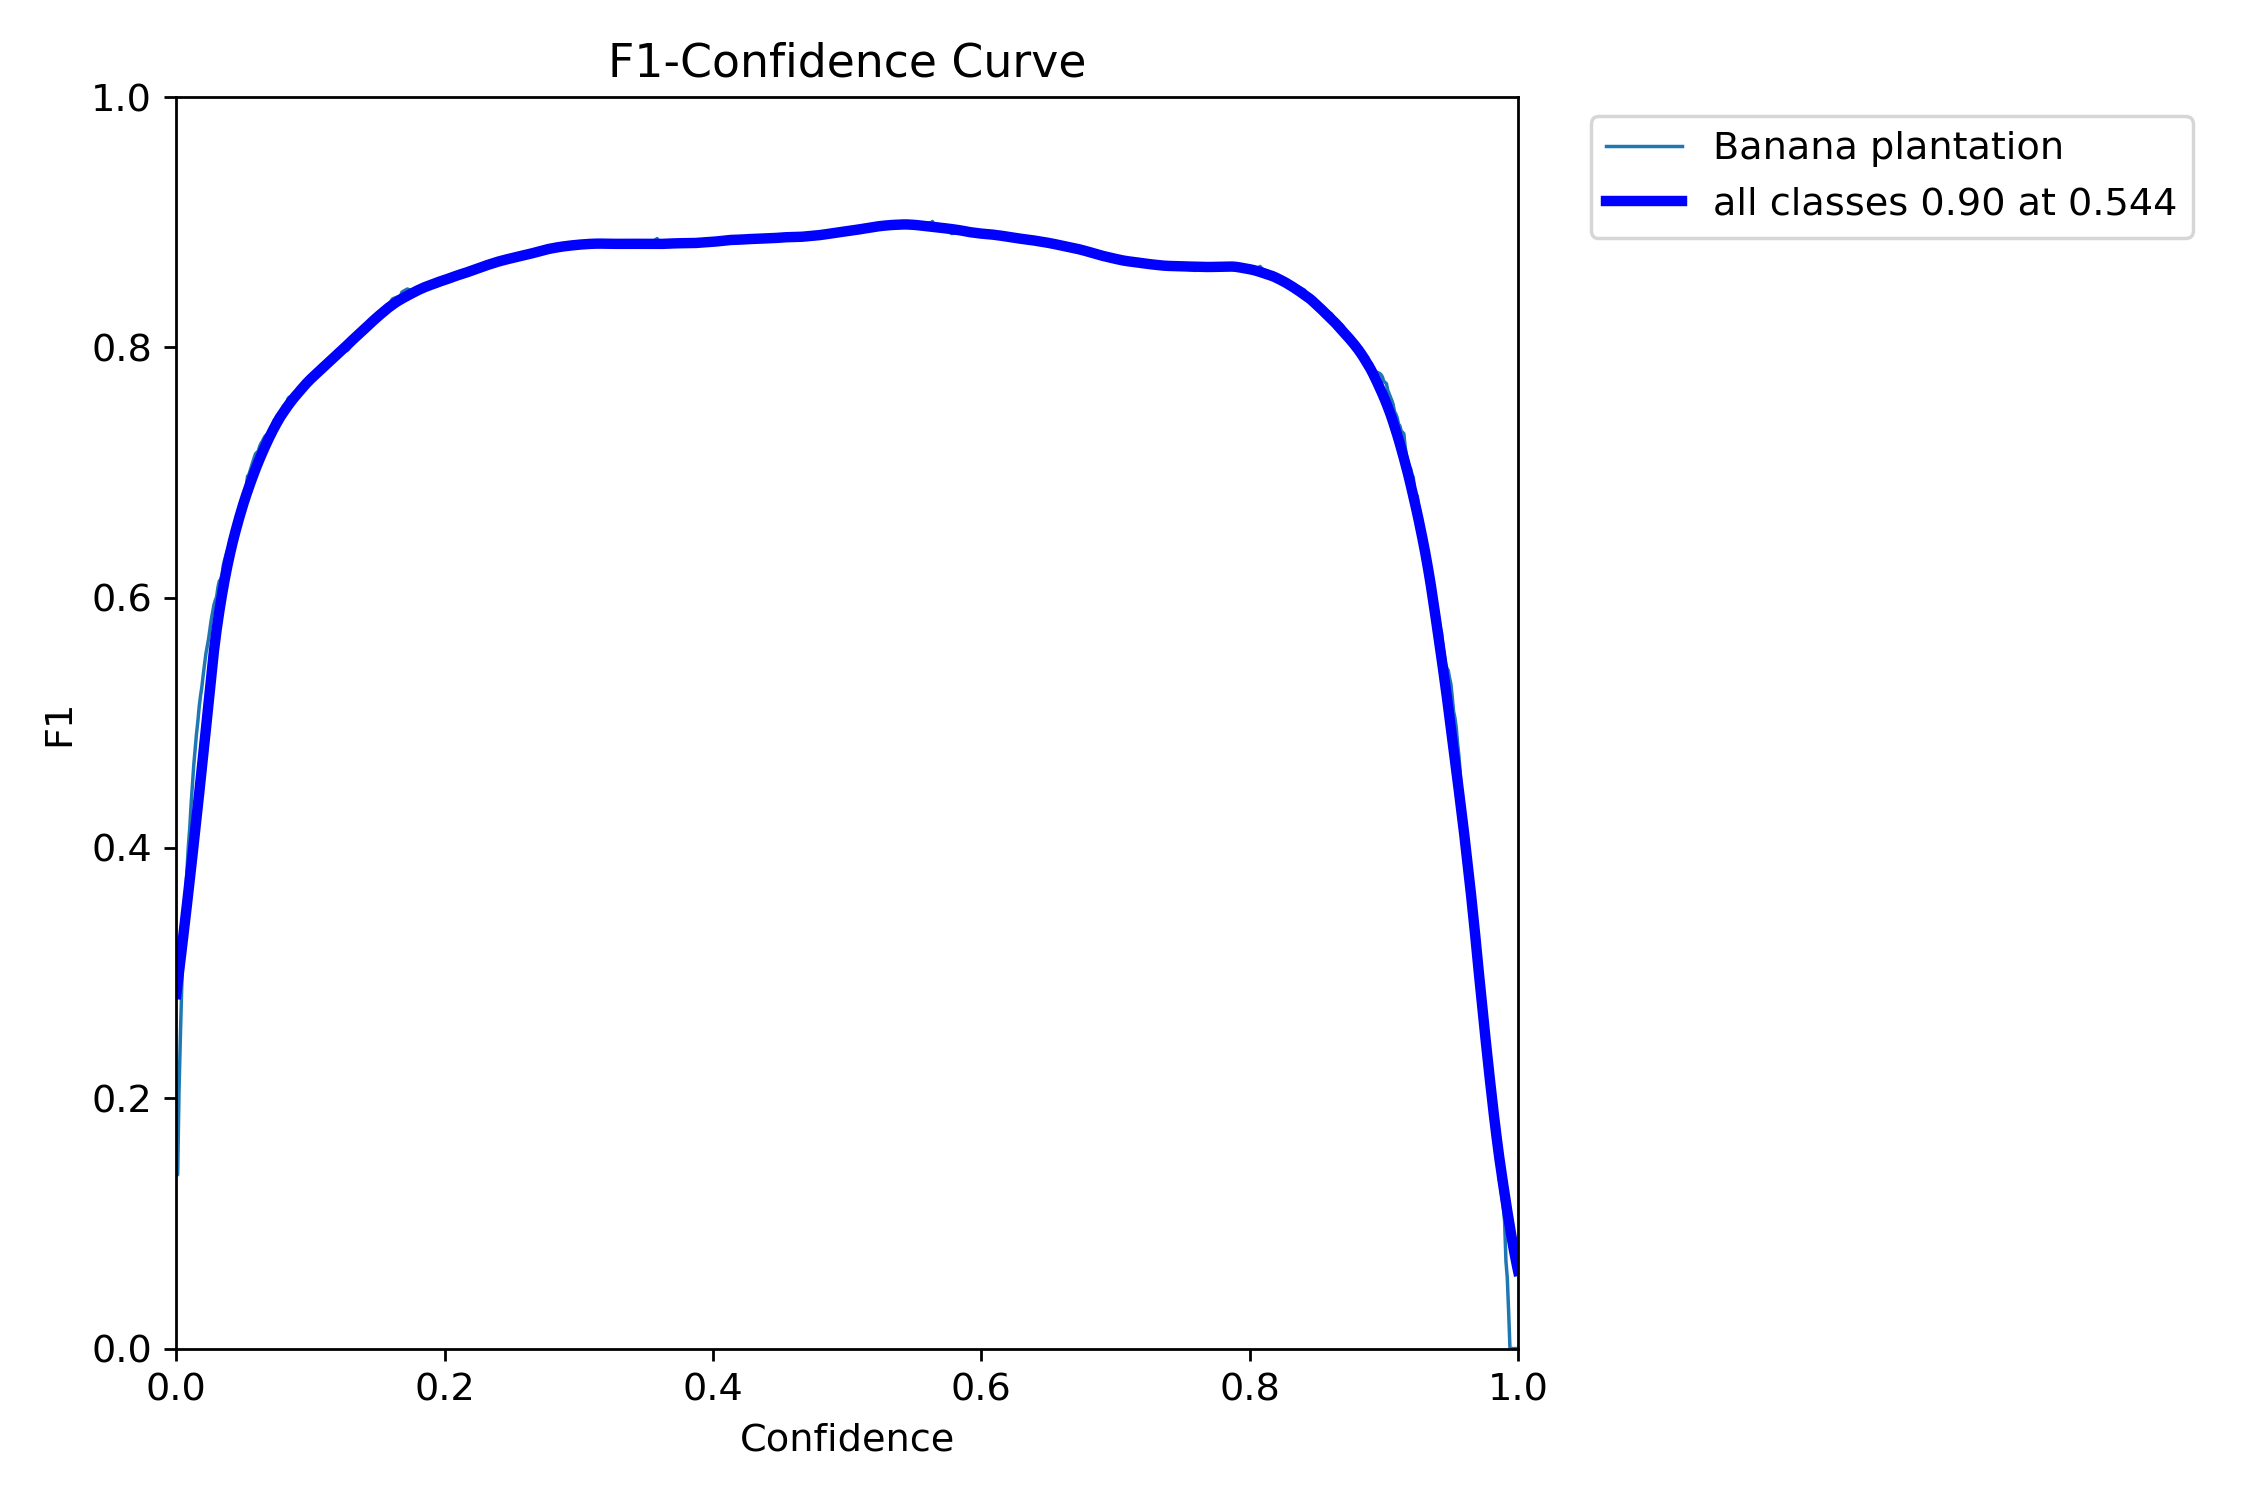 F1-Confidence Curve
Banana plantation
all classes 0.90 at 0.544
F1
1.0
0.8
0.6
0.4
0.2
0.0
0.0 0.2 0.4 0.6 0.8 1.0
Confidence